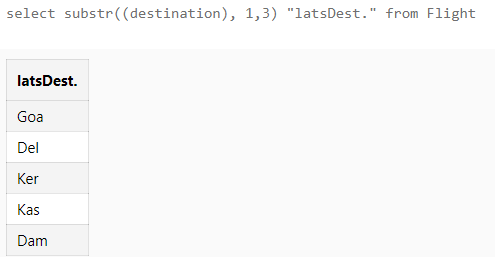 select substr((destination), 1,3) "latsDest." from Flight
latsDest.
Goa
Del
Ker
Kas
Dam